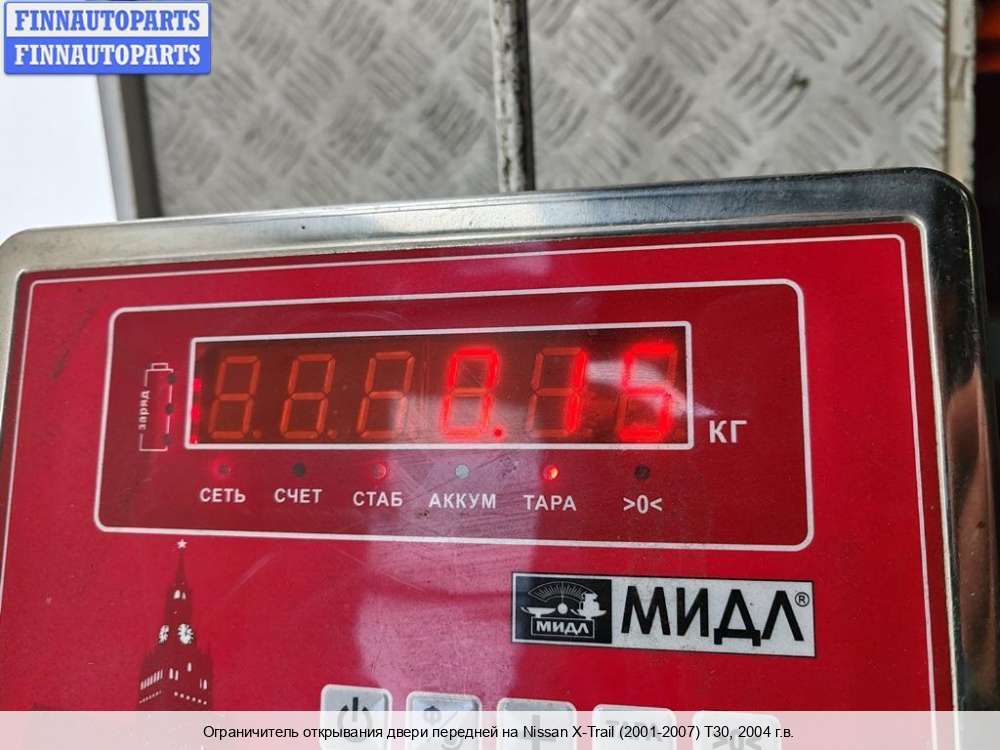 FINNAUTOPARTS
FINNAUTOPARTS
заряд
0.15
КГ
СЕТЬ СЧЕТ СТАБ АККУМ ТАРА >0<
МИДЛ
МИДЛ®
Ограничитель открывания двери передней на Nissan X-Trail (2001-2007) T30, 2004 г.в.